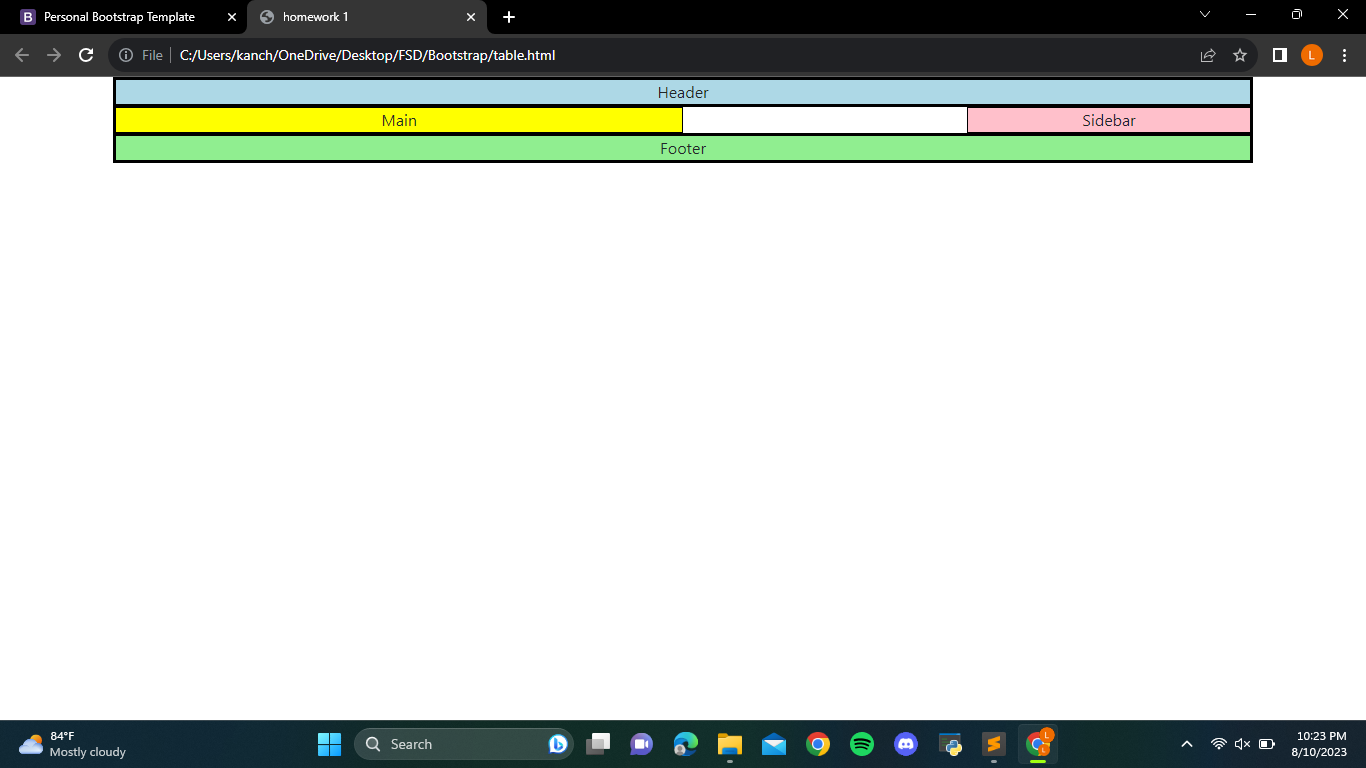 B Personal Bootstrap Template
homework 1
File C:/Users/kanch/OneDrive/Desktop/FSD/Bootstrap/table.html
L
Header
Main
Sidebar
Footer
84°F
Mostly cloudy
Search
10:23 PM
8/10/2023